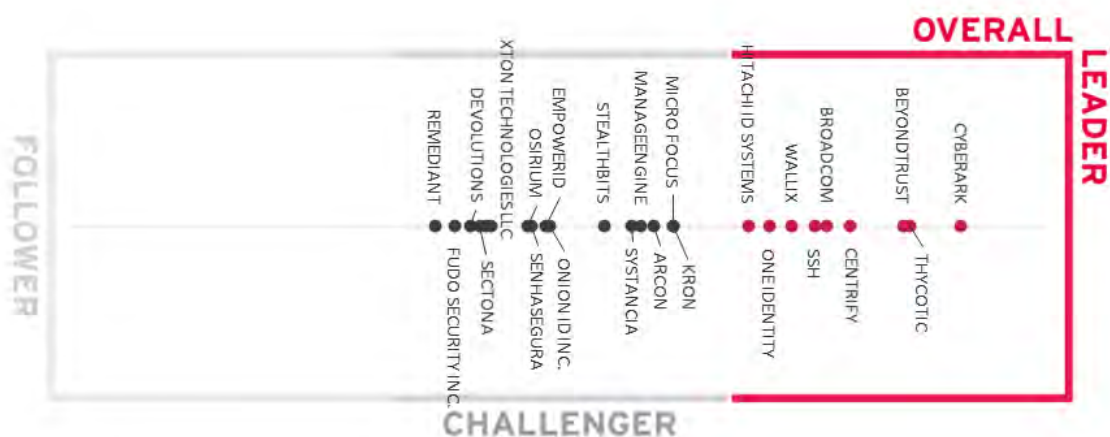 OVERALL
LEADER
XTON TECHNOLOGIES LLC
HITACHI ID SYSTEMS
REMEDIANT
DEVOLUTIONS
OSIRIUM
EMPOWERID
STEALTHBITS
MANAGEENGINE
MICRO FOCUS
WALLIX
BROADCOM
BEYONDTRUST
CYBERARK
FUDO SECURITY INC.
SECTONA
SENHASEGURA
ONION ID INC.
SYSTANCIA
ARCON
KRON
ONE IDENTITY
SSH
CENTRIFY
THYCOTIC
FOLLOWER
CHALLENGER